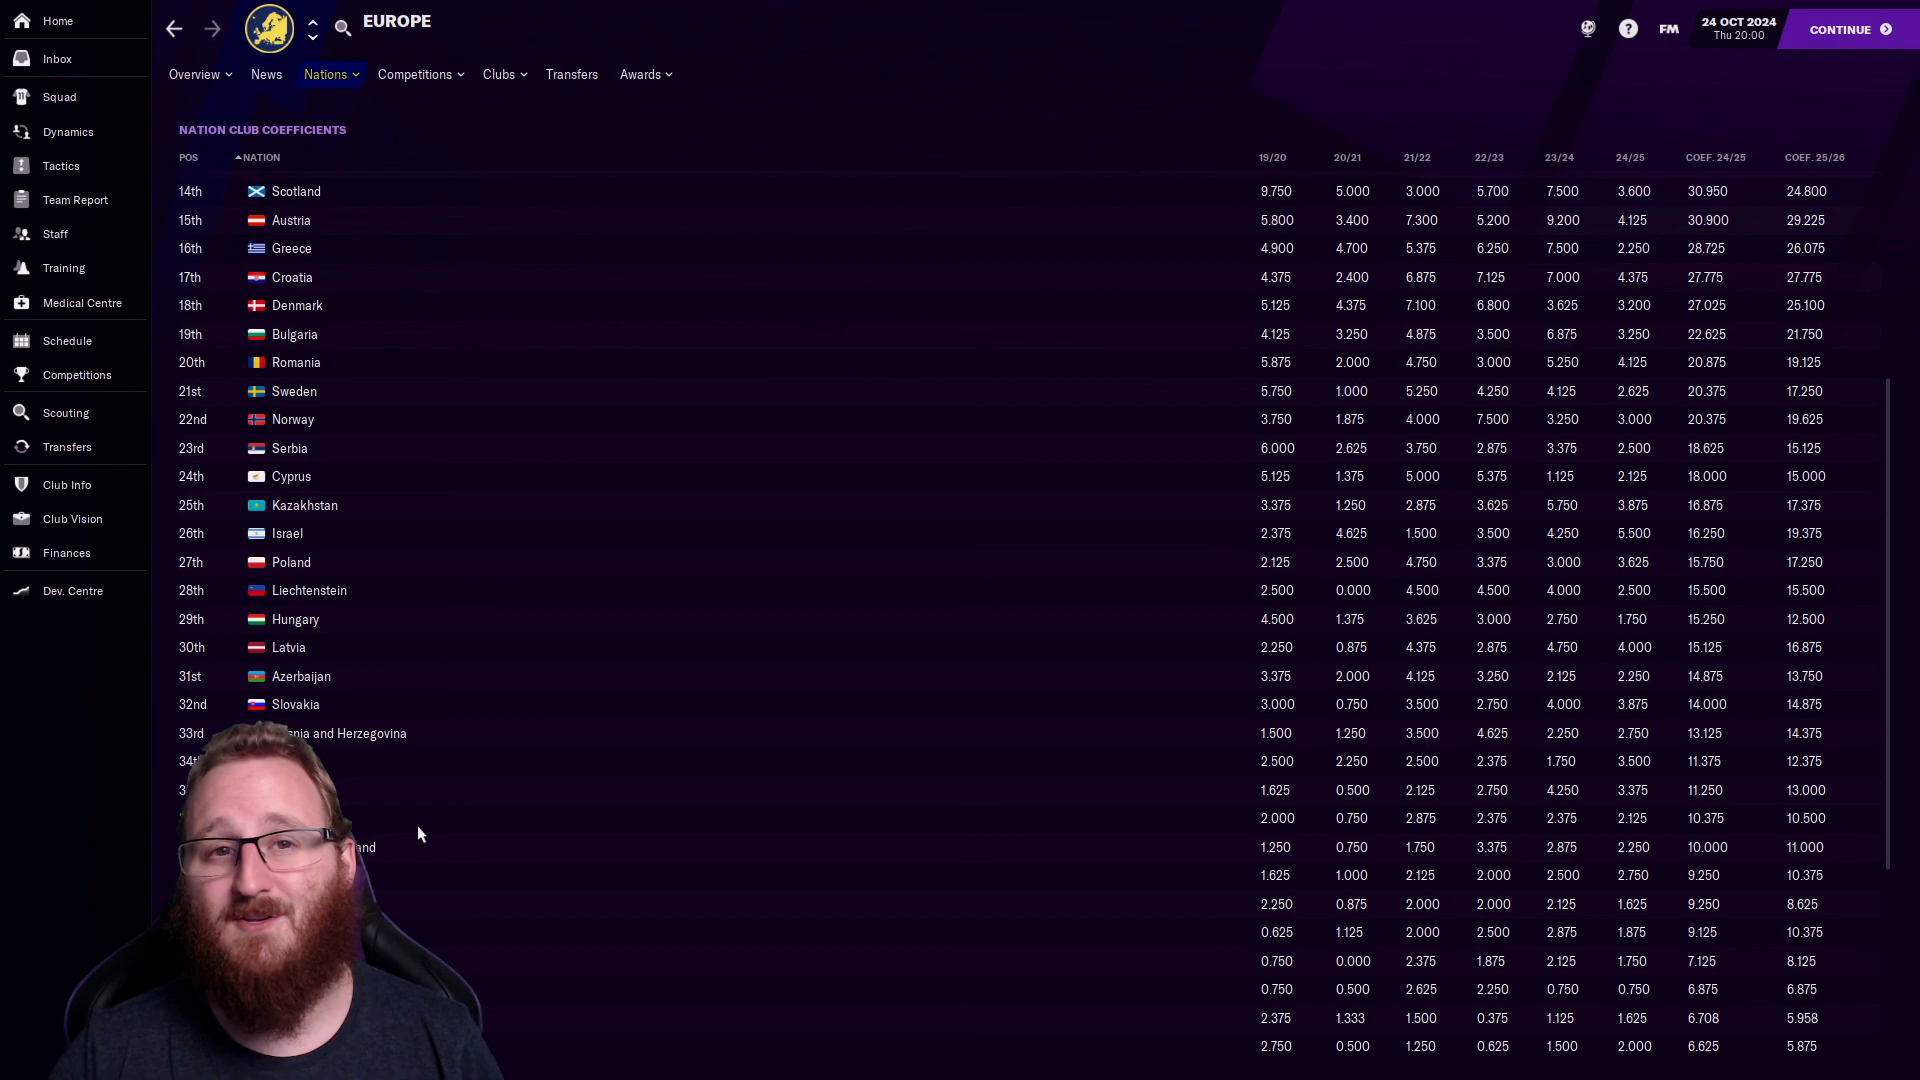 Home
EUROPE
24 OCT 2024
Thu 20:00
CONTINUE
FM
Inbox
Overview
News
Nations
Competitions
Clubs
Transfers
Awards
Squad
Dynamics
Tactics
Team Report
Staff
Training
Medical Centre
Schedule
Competitions
Scouting
Transfers
Club Info
Club Vision
Finances
Dev. Centre
NATION CLUB COEFFICIENTS
POS NATION 19/20 20/21 21/22 22/23 23/24 24/25 COEF. 24/25 COEF. 25/26
14th Scotland 9.750 5.000 3.000 5.700 7.500 3.600 30.950 24.800
15th Austria 5.800 3.400 7.300 5.200 9.200 4.125 30.900 29.225
16th Greece 4.900 4.700 5.375 6.250 7.500 2.250 28.725 26.075
17th Croatia 4.375 2.400 6.875 7.125 7.000 4.375 27.775 27.775
18th Denmark 5.125 4.375 7.100 6.800 3.625 3.200 27.025 25.100
19th Bulgaria 4.125 3.250 4.875 3.500 6.875 3.250 22.625 21.750
20th Romania 5.875 2.000 4.750 3.000 5.250 4.125 20.875 19.125
21st Sweden 5.750 1.000 5.250 4.250 4.125 2.625 20.375 17.250
22nd Norway 3.750 1.875 4.000 7.500 3.250 3.000 20.375 19.625
23rd Serbia 6.000 2.625 3.750 2.875 3.375 2.500 18.625 15.125
24th Cyprus 5.125 1.375 5.000 5.375 1.125 2.125 18.000 15.000
25th Kazakhstan 3.375 1.250 2.875 3.625 5.750 3.875 16.875 17.375
26th Israel 2.375 4.625 1.500 3.500 4.250 5.500 16.250 19.375
27th Poland 2.125 2.500 4.750 3.375 3.000 3.625 15.750 17.250
28th Liechtenstein 2.500 0.000 4.500 4.500 4.000 2.500 15.500 15.500
29th Hungary 4.500 1.375 3.625 3.000 2.750 1.750 15.250 12.500
30th Latvia 2.250 0.875 4.375 2.875 4.750 4.000 15.125 16.875
31st Azerbaijan 3.375 2.000 4.125 3.250 2.125 2.250 14.875 13.750
32nd Slovakia 3.000 0.750 3.500 2.750 4.000 3.875 14.000 14.875
33rd and Herzegovina 1.500 1.250 3.500 4.625 2.250 2.750 13.125 14.375
2.500 2.250 2.500 2.375 1.750 3.500 11.375 12.375
1.625 0.500 2.125 2.750 4.250 3.375 11.250 13.000
2.000 0.750 2.875 2.375 2.375 2.125 10.375 10.500
1.250 0.750 1.750 3.375 2.875 2.250 10.000 11.000
1.625 1.000 2.125 2.000 2.500 2.750 9.250 10.375
2.250 0.875 2.000 2.000 2.125 1.625 9.250 8.625
0.625 1.125 2.000 2.500 2.875 1.875 9.125 10.375
0.750 0.000 2.375 1.875 2.125 1.750 7.125 8.125
0.750 0.500 2.625 2.250 0.750 0.750 6.875 6.875
2.375 1.333 1.500 0.375 1.125 1.625 6.708 5.958
2.750 0.500 1.250 0.625 1.500 2.000 6.625 5.875